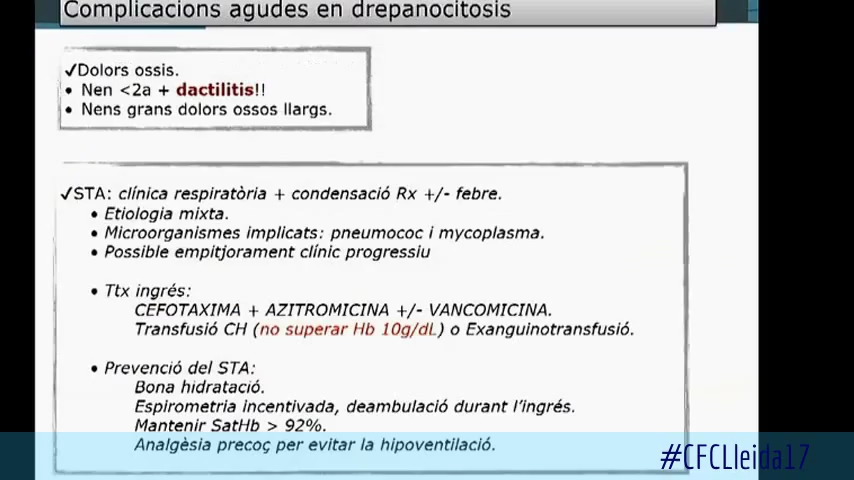 Complicacions agudes en drepanocitosis
✓Dolors ossis.
• Nen <2a + dactilitis!!
• Nens grans dolors ossos llargs.
✓STA: clínica respiratòria + condensació Rx +/- febre.
• Etiologia mixta.
• Microorganismes implicats: pneumococ i mycoplasma.
• Possible empitjorament clínic progressiu
• Ttx ingrés:
CEFOTAXIMA + AZITROMICINA +/- VANCOMICINA.
Transfusió CH (no superar Hb 10g/dL) o Exanguinotransfusió.
• Prevenció del STA:
Bona hidratació.
Espirometria incentivada, deambulació durant l'ingrés.
Mantenir SatHb > 92%.
Analgèsia precoç per evitar la hipoventilació.
#CFCLleida17